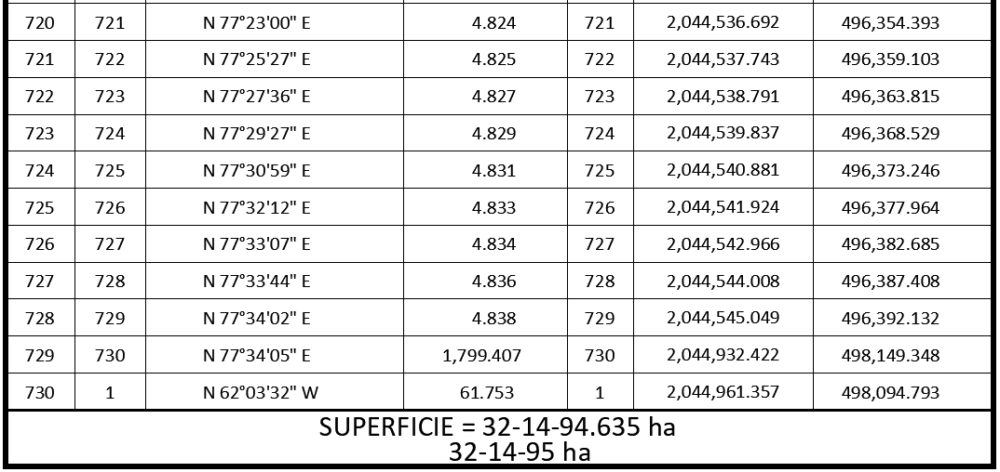 720 721 N 77°23'00" E 4.824 721 2,044,536.692 496,354.393
721 722 N 77°25'27" E 4.825 722 2,044,537.743 496,359.103
722 723 N 77°27'36" E 4.827 723 2,044,538.791 496,363.815
723 724 N 77°29'27" E 4.829 724 2,044,539.837 496,368.529
724 725 N 77°30'59" E 4.831 725 2,044,540.881 496,373.246
725 726 N 77°32'12" E 4.833 726 2,044,541.924 496,377.964
726 727 N 77°33'07" E 4.834 727 2,044,542.966 496,382.685
727 728 N 77°33'44" E 4.836 728 2,044,544.008 496,387.408
728 729 N 77°34'02" E 4.838 729 2,044,545.049 496,392.132
729 730 N 77°34'05" E 1,799.407 730 2,044,932.422 498,149.348
730 1 N 62°03'32" W 61.753 1 2,044,961.357 498,094.793
SUPERFICIE = 32-14-94.635 ha
32-14-95 ha